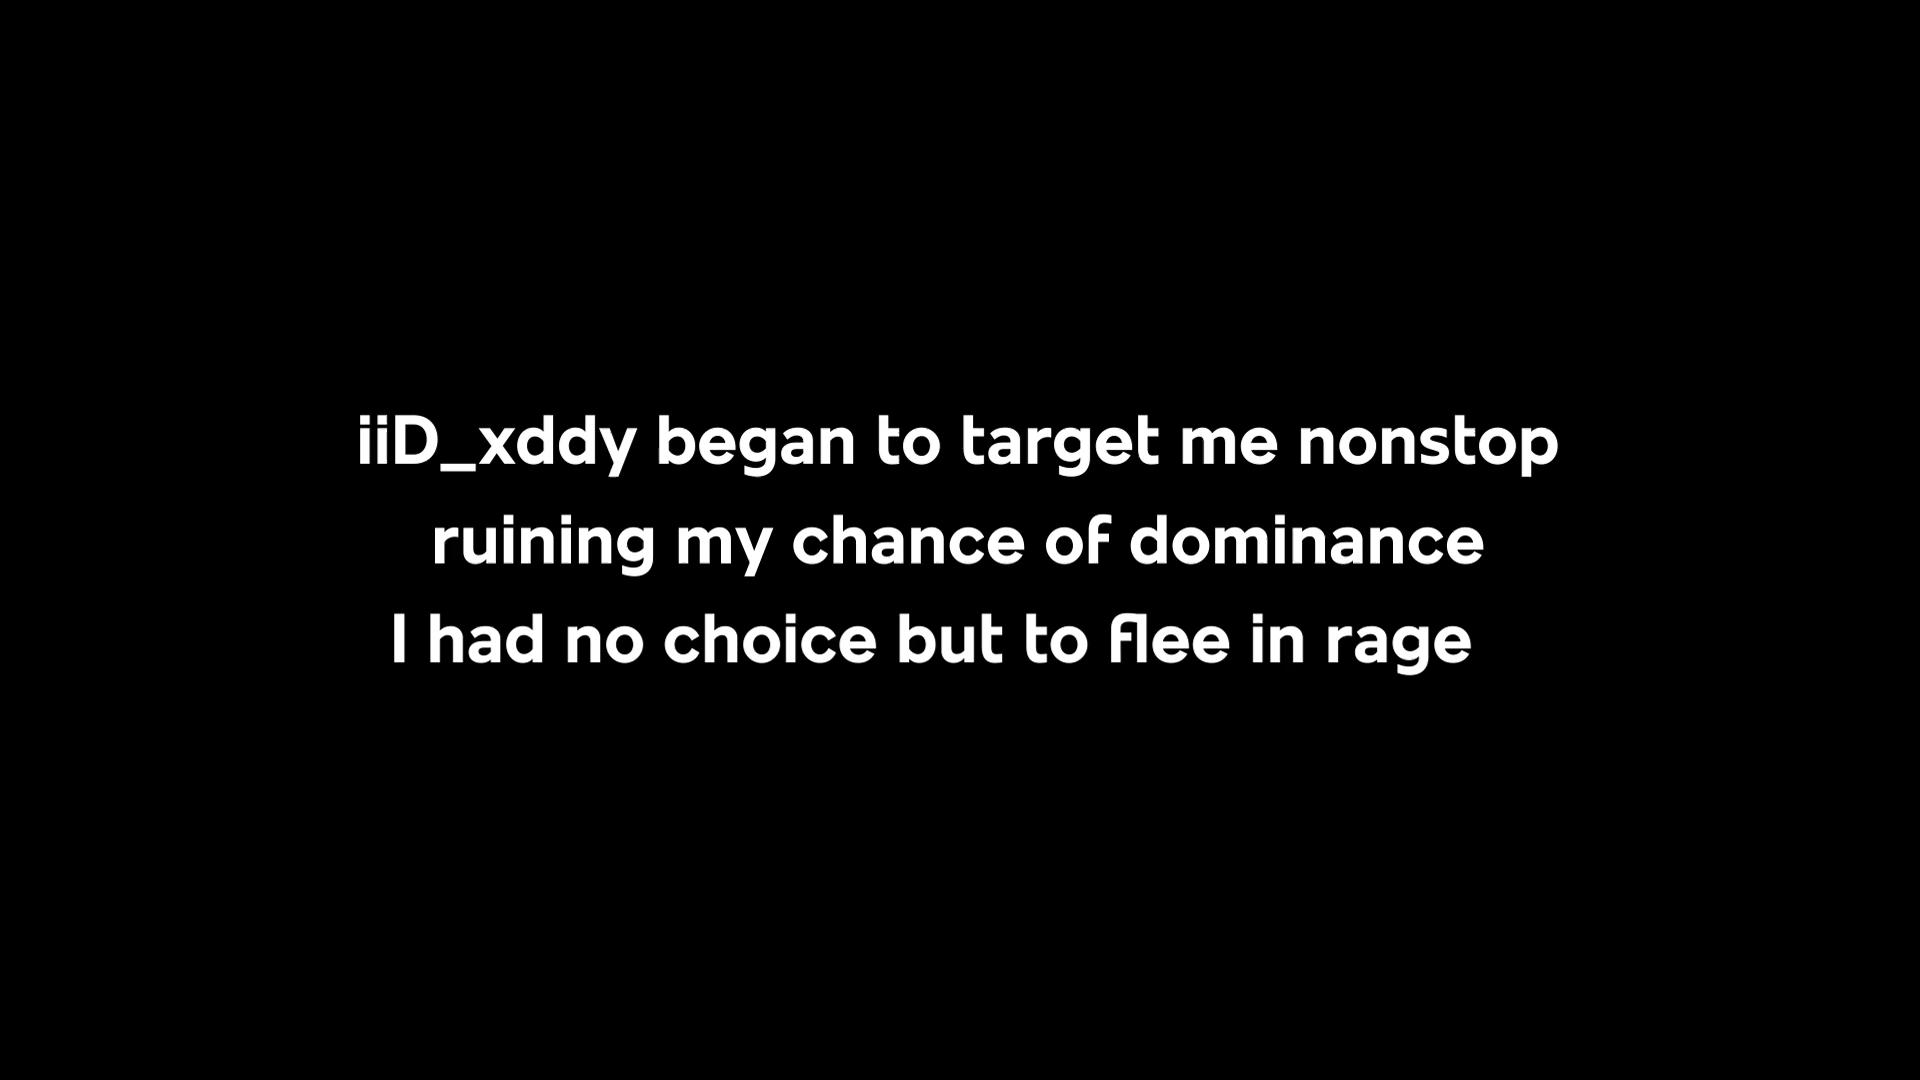 iiD_xddy began to target me nonstop
ruining my chance of dominance
I had no choice but to flee in rage